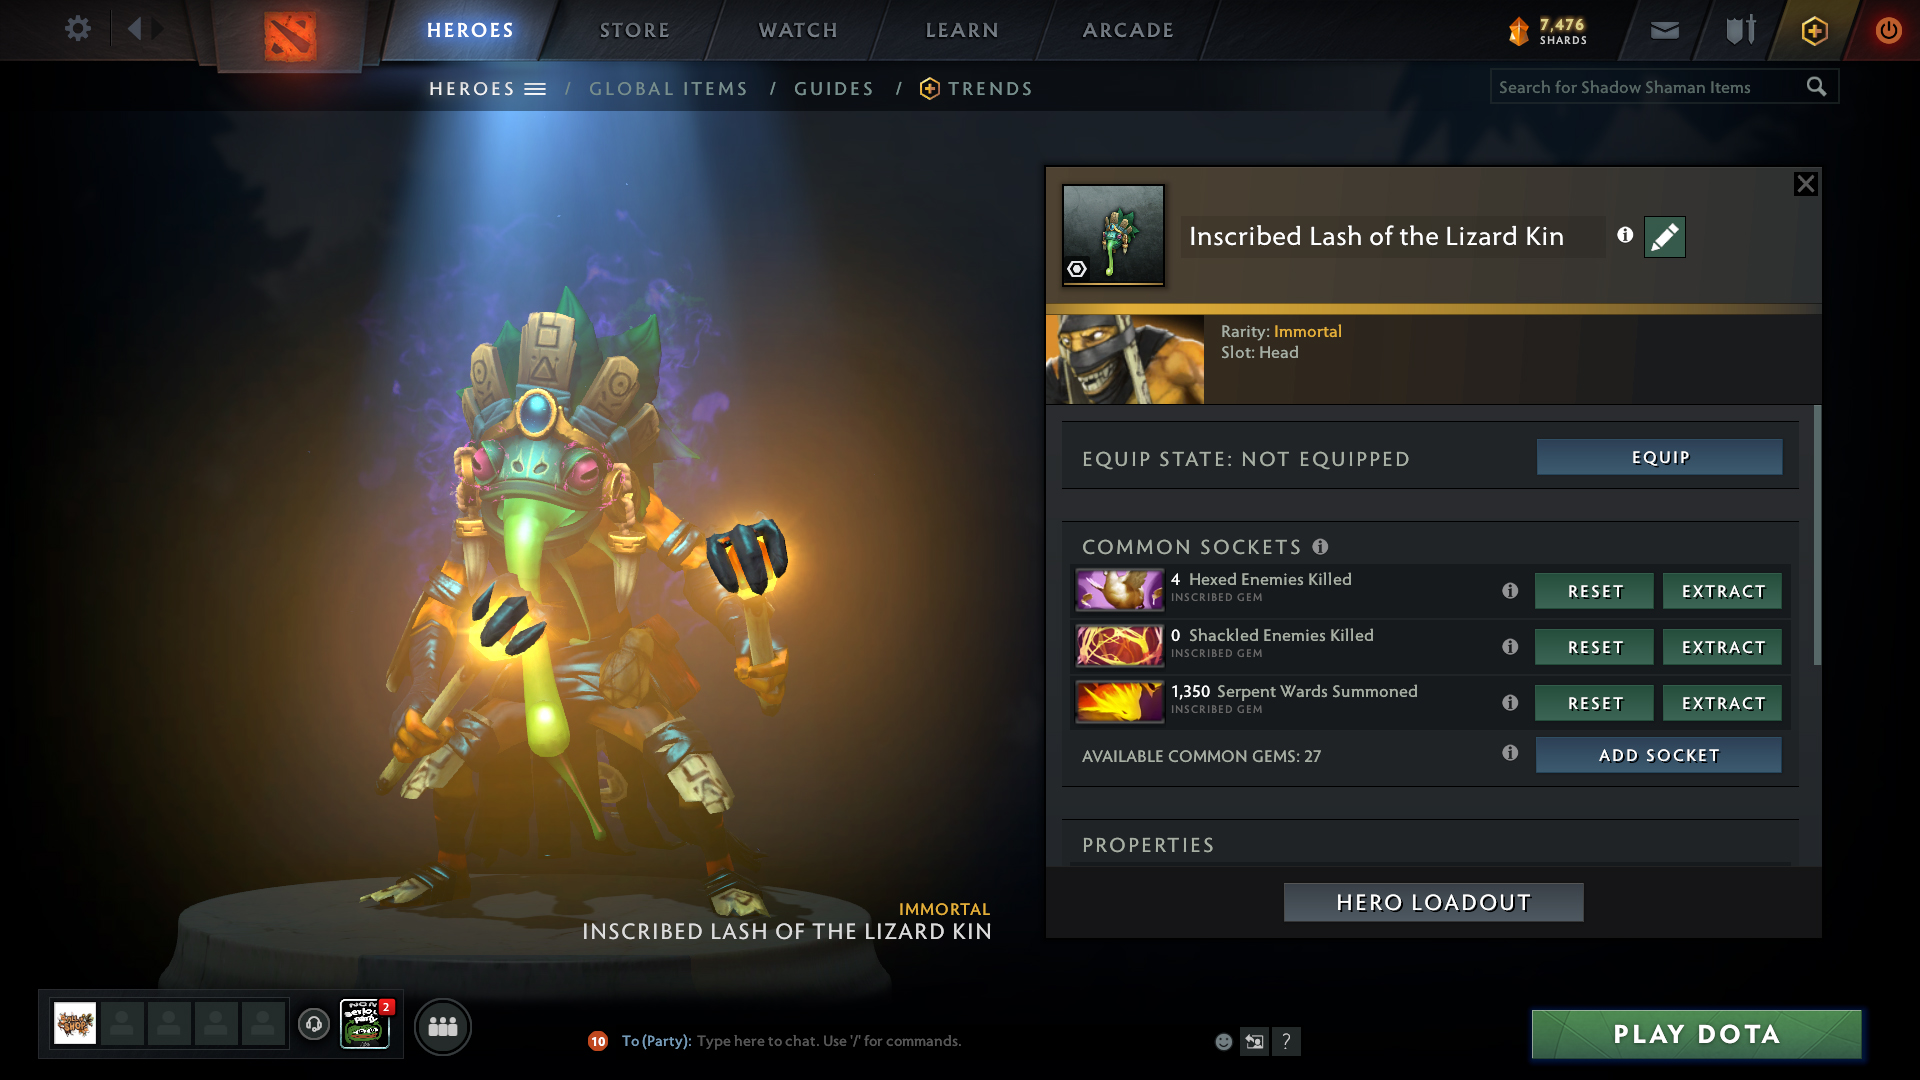 HEROES
STORE
WATCH
LEARN
ARCADE
7,476
SHARDS
HEROES / GLOBAL ITEMS / GUIDES / TRENDS
Search for Shadow Shaman Items
Inscribed Lash of the Lizard Kin
Rarity: Immortal
Slot: Head
EQUIP STATE: NOT EQUIPPED
EQUIP
COMMON SOCKETS
4 Hexed Enemies Killed
INSCRIBED GEM
RESET
EXTRACT
0 Shackled Enemies Killed
INSCRIBED GEM
RESET
EXTRACT
1,350 Serpent Wards Summoned
INSCRIBED GEM
RESET
EXTRACT
AVAILABLE COMMON GEMS: 27
ADD SOCKET
PROPERTIES
HERO LOADOUT
IMMORTAL
INSCRIBED LASH OF THE LIZARD KIN
2
10
To (Party): Type here to chat. Use '/' for commands.
?
PLAY DOTA